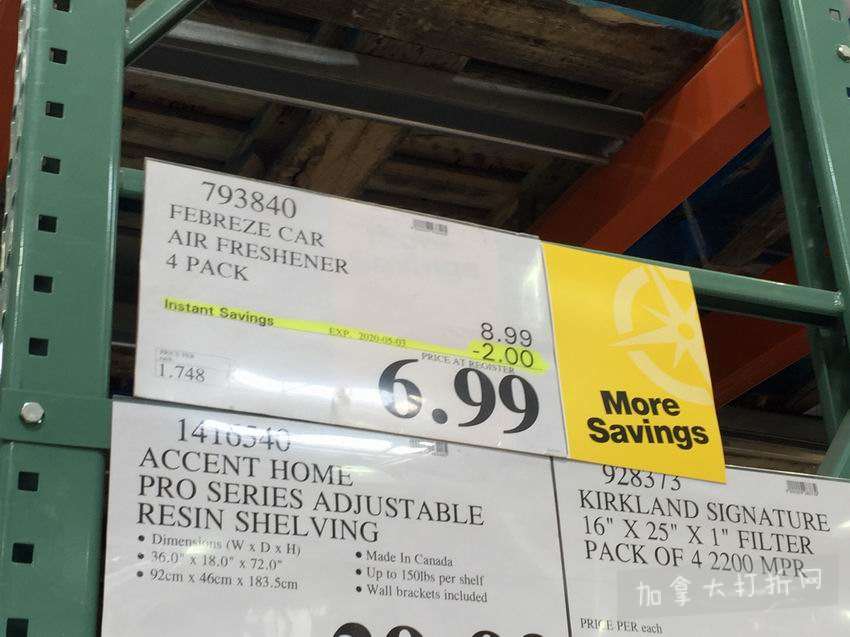 793840
FEBREZE CAR
AIR FRESHENER
4 PACK
Instant Savings
EXP. 2020-05-03
8.99
-2.00
PRICE AT REGISTER
6.99
PRICE PER
1.748
More
Savings
1416540
ACCENT HOME
PRO SERIES ADJUSTABLE
RESIN SHELVING
• Dimensions (W x D x H)
• 36.0" x 18.0" x 72.0"
• 92cm x 46cm x 183.5cm
• Made In Canada
• Up to 150lbs per shelf
• Wall brackets included
928373
KIRKLAND SIGNATURE
16" X 25" X 1" FILTER
PACK OF 4 2200 MPR
PRICE PER each
加拿大打折网